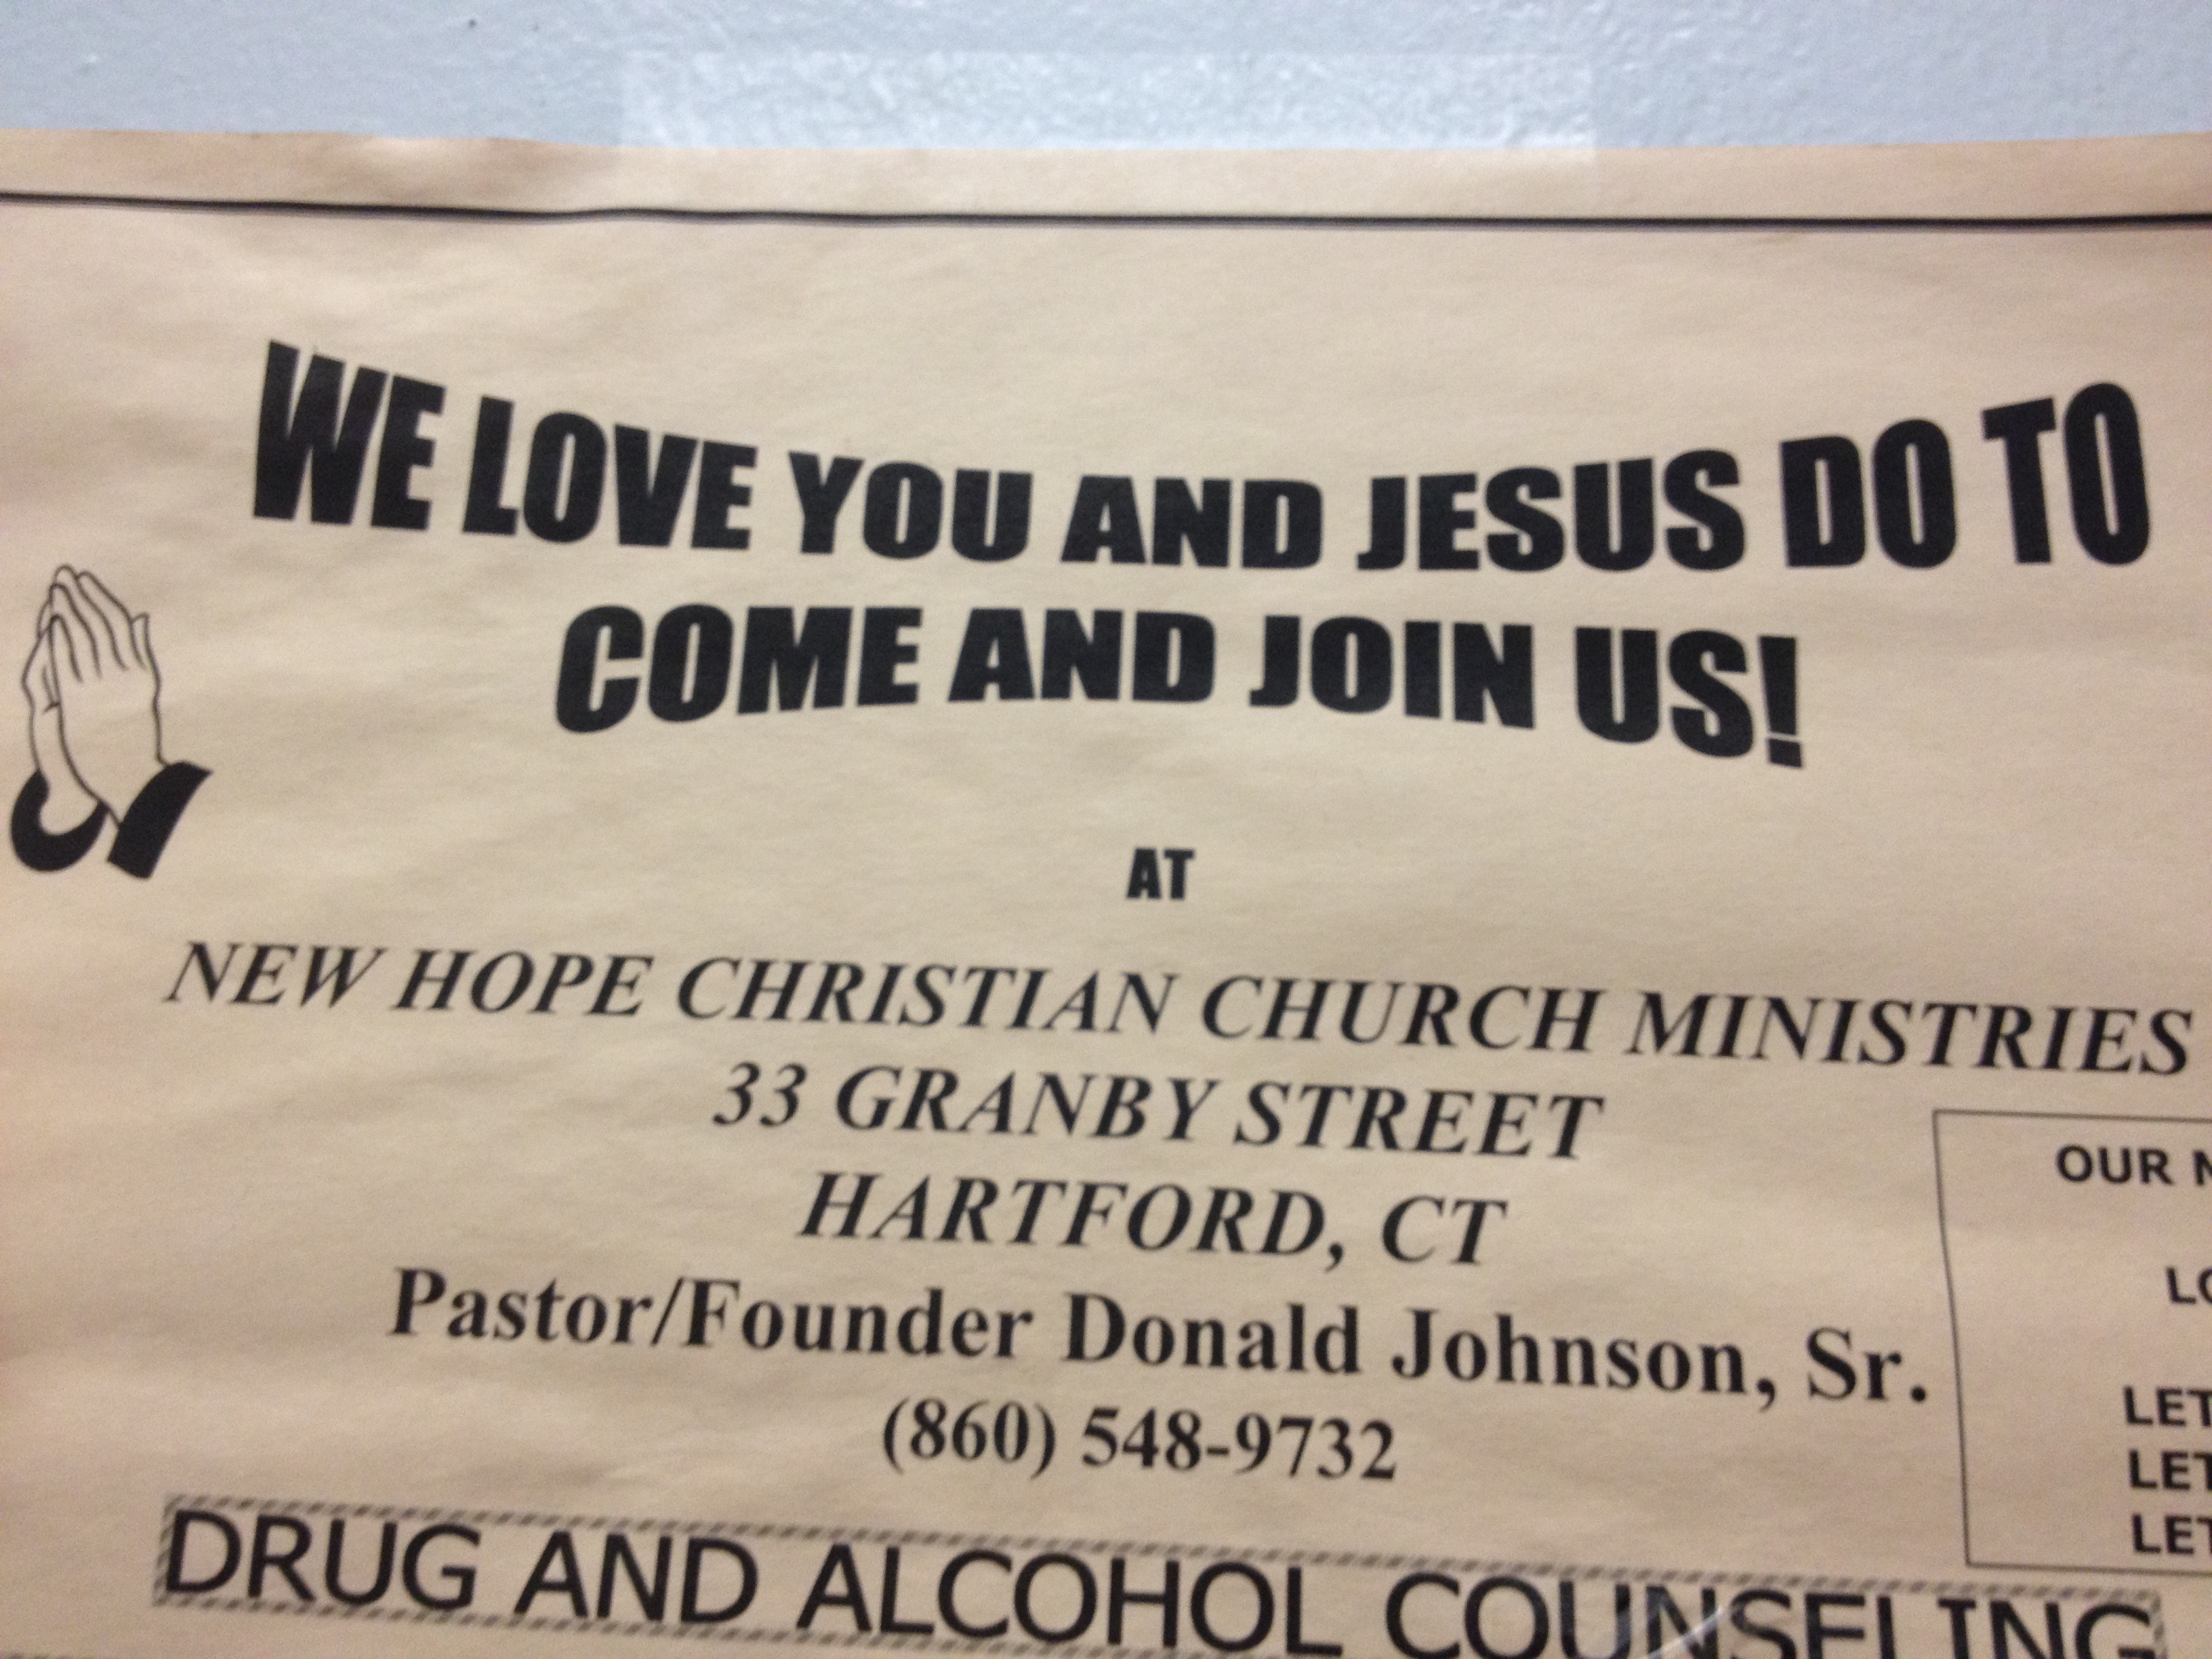 WE LOVE YOU AND JESUS DO TO
COME AND JOIN US!
AT
NEW HOPE CHRISTIAN CHURCH MINISTRIES
33 GRANBY STREET
HARTFORD, CT
Pastor/Founder Donald Johnson, Sr.
(860) 548-9732
DRUG AND ALCOHOL COUNSELING
OUR